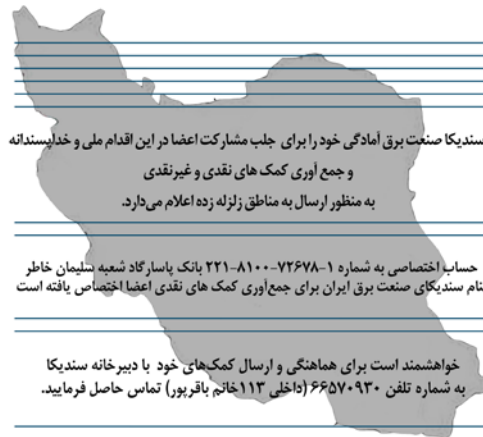 سندیکا صنعت برق آمادگی خود را برای جلب مشارکت اعضا در این اقدام ملی و خداپسندانه
و جمع آوری کمک های نقدی و غیرنقدی
به منظور ارسال به مناطق زلزله زده اعلام می‌دارد.
حساب اختصاصی به شماره ۱-۷۲۶۷۸-۸۱۰۰-۲۲۱ بانک پاسارگاد شعبه سلیمان خاطر
بنام سندیکای صنعت برق ایران برای جمع‌آوری کمک های نقدی اعضا اختصاص یافته است
خواهشمند است برای هماهنگی و ارسال کمک‌های خود با دبیرخانه سندیکا
به شماره تلفن ۶۶۵۷۰۹۳۰ (داخلی ۱۱۳خانم باقرپور) تماس حاصل فرمایید.